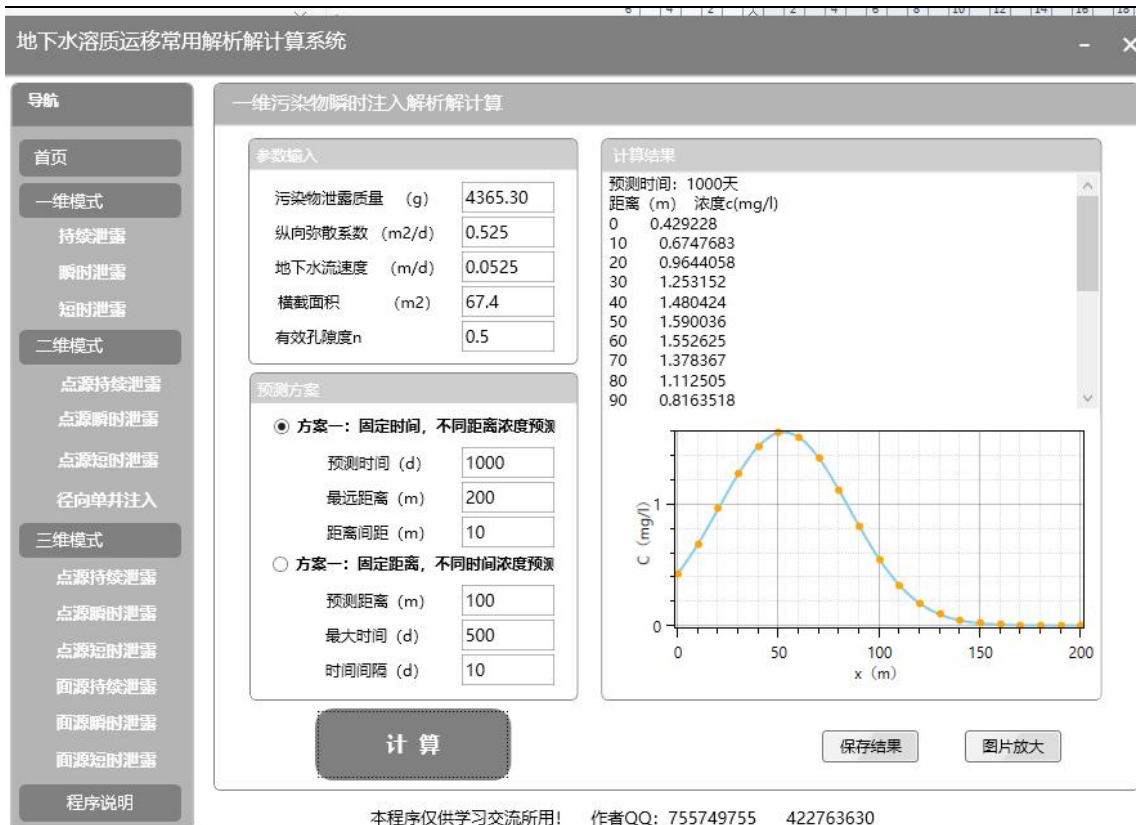 6 4 2 2 4 6 8 10 12 14 16 18
地下水溶质运移常用解析解计算系统
导航
首页
一维模式
持续泄露
瞬时泄露
短时泄露
二维模式
点源持续泄露
点源瞬时泄露
点源短时泄露
径向单井注入
三维模式
点源持续泄露
点源瞬时泄露
点源短时泄露
面源持续泄露
面源瞬时泄露
面源短时泄露
程序说明
一维污染物瞬时注入解析解计算
参数输入
污染物泄露质量 (g) 4365.30
纵向弥散系数 (m2/d) 0.525
地下水流速度 (m/d) 0.0525
横截面积 (m2) 67.4
有效孔隙度n 0.5
预测方案
方案一：固定时间，不同距离浓度预测
预测时间 (d) 1000
最远距离 (m) 200
距离间距 (m) 10
方案一：固定距离，不同时间浓度预测
预测距离 (m) 100
最大时间 (d) 500
时间间隔 (d) 10
计 算
计算结果
预测时间：1000天
距离（m） 浓度c(mg/l)
0 0.429228
10 0.6747683
20 0.9644058
30 1.253152
40 1.480424
50 1.590036
60 1.552625
70 1.378367
80 1.112505
90 0.8163518
C（mg/l）
1
0
0 50 100 150 200
x（m）
保存结果 图片放大
本程序仅供学习交流所用！ 作者QQ：755749755 422763630